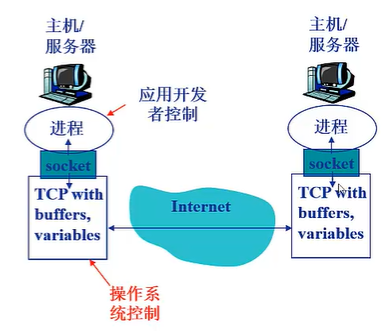 主机/
服务器
进程
socket
TCP with
buffers,
variables
应用开发
者控制
操作系
统控制
Internet
主机/
服务器
进程
socket
TCP with
buffers,
variables